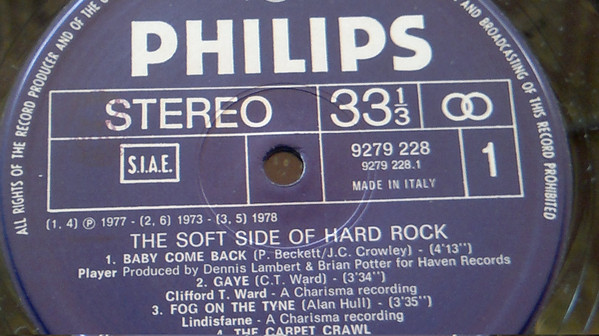 ALL RIGHTS OF THE RECORD PRODUCER AND OF THE
AND BROADCASTING OF THIS RECORD PROHIBITED
PHILIPS
STEREO
33 1/3
S.I.A.E.
9279 228
9279 228.1
MADE IN ITALY
1
(1, 4) ℗ 1977 - (2, 6) 1973 - (3, 5) 1978
THE SOFT SIDE OF HARD ROCK
1. BABY COME BACK (P. Beckett/J.C. Crowley) - (4'13'')
Player Produced by Dennis Lambert & Brian Potter for Haven Records
2. GAYE (C.T. Ward) - (3'34'')
Clifford T. Ward - A Charisma recording
3. FOG ON THE TYNE (Alan Hull) - (3'35'')
Lindisfarne - A Charisma recording
4. THE CARPET CRAWL